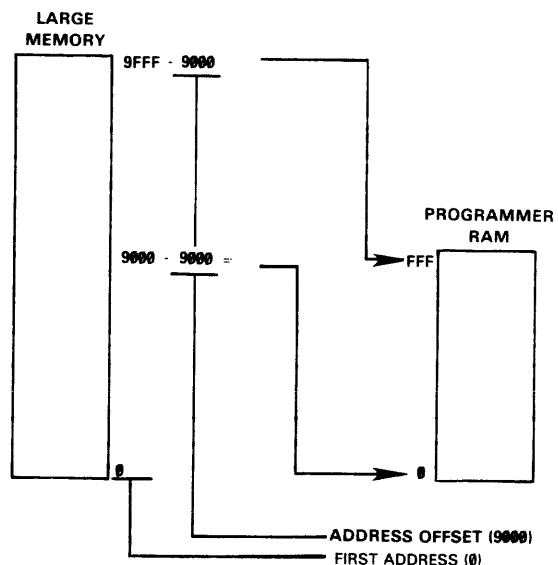 LARGE
MEMORY
9FFF - 9000
PROGRAMMER
RAM
9000 - 9000 =
FFF
0
0
ADDRESS OFFSET (9000)
FIRST ADDRESS (0)